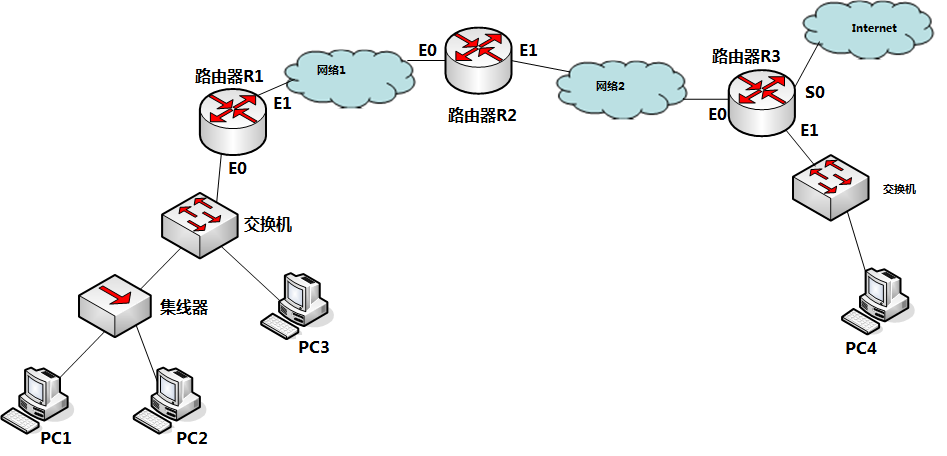 Internet
路由器R3
S0
E0
E1
交换机
PC4
E0
E1
路由器R2
网络1
网络2
路由器R1
E1
E0
交换机
集线器
PC3
PC1
PC2